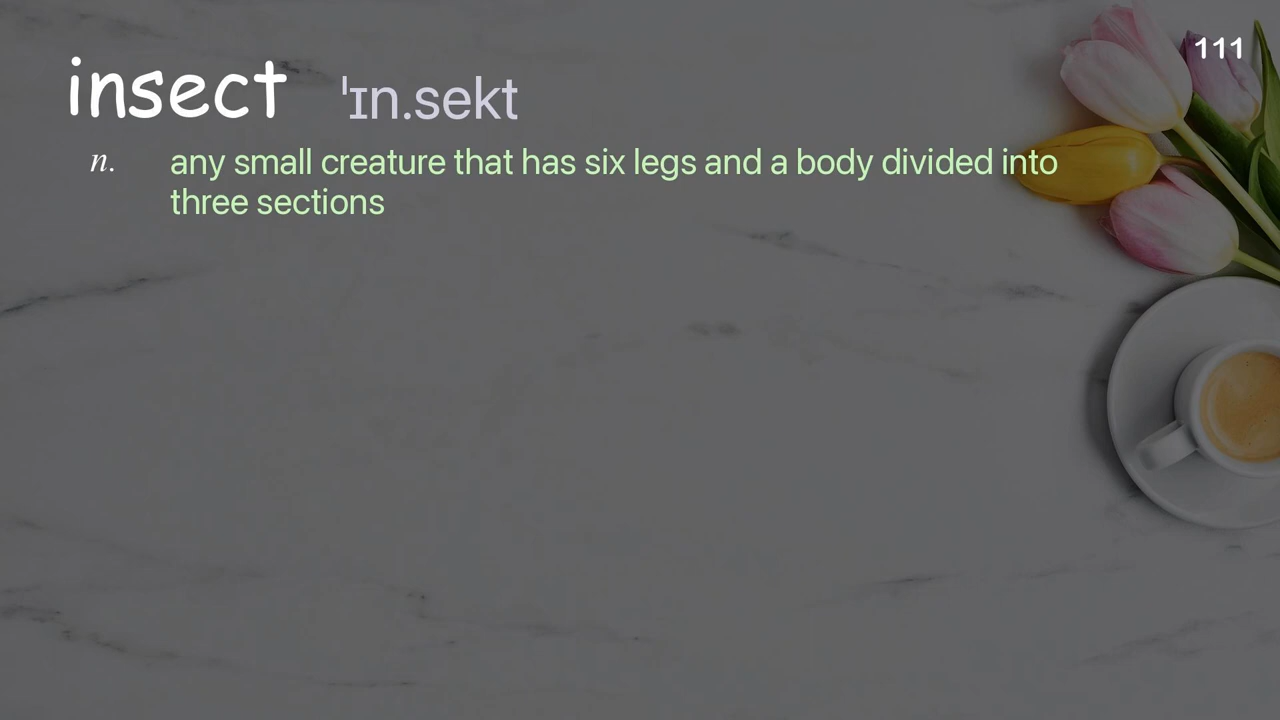 111
insect ˈɪn.sekt
n. any small creature that has six legs and a body divided into
three sections